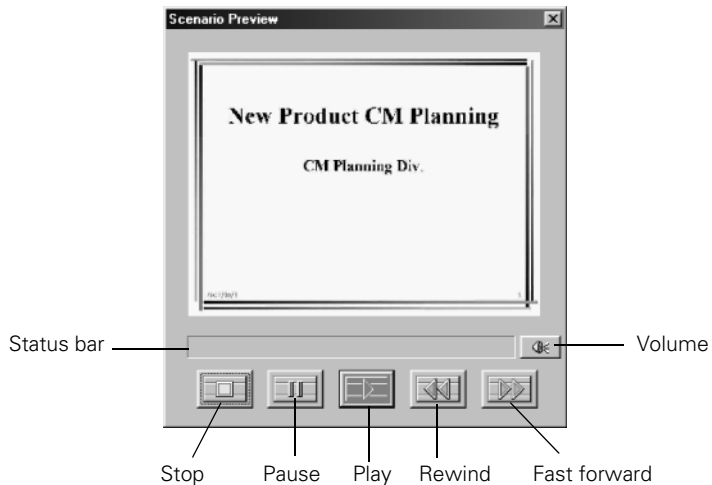 Scenario Preview
New Product CM Planning
CM Planning Div.
Status bar
Volume
Stop Pause Play Rewind Fast forward